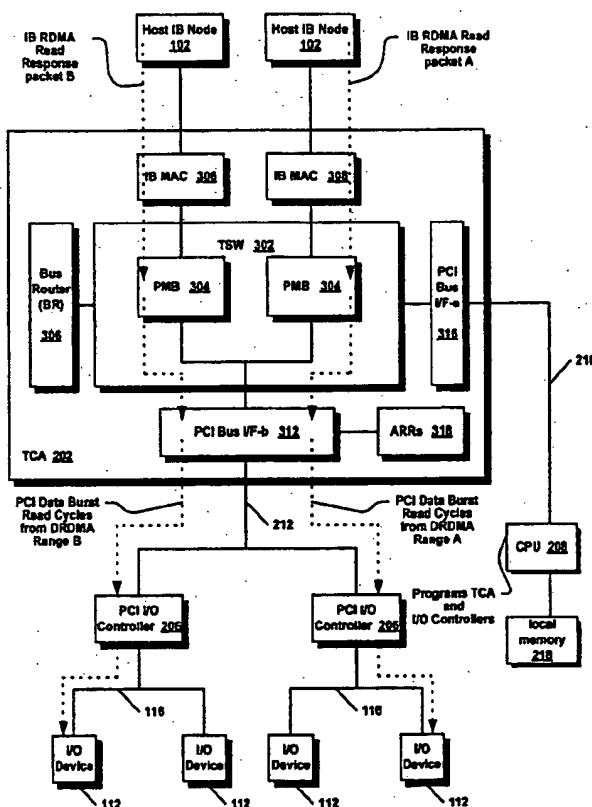 Host IB Node
102
Host IB Node
102
IB RDMA
Read
Response
packet B
IB RDMA Read
Response
packet A
IB MAC 308
IB MAC 308
TSW 302
PMB 304
PMB 304
Bus
Router
(BR)
306
PCI
Bus
I/F-a
316
216
PCI Bus I/F-b 312
ARRs 318
TCA 202
PCI Data Burst
Read Cycles
from DRDMA
Range B
PCI Data Burst
Read Cycles
from DRDMA
Range A
212
CPU 208
Programs TCA
and
I/O Controllers
local
memory
218
PCI I/O
Controller 206
PCI I/O
Controller 206
116
116
I/O
Device
I/O
Device
I/O
Device
I/O
Device
112
112
112
112